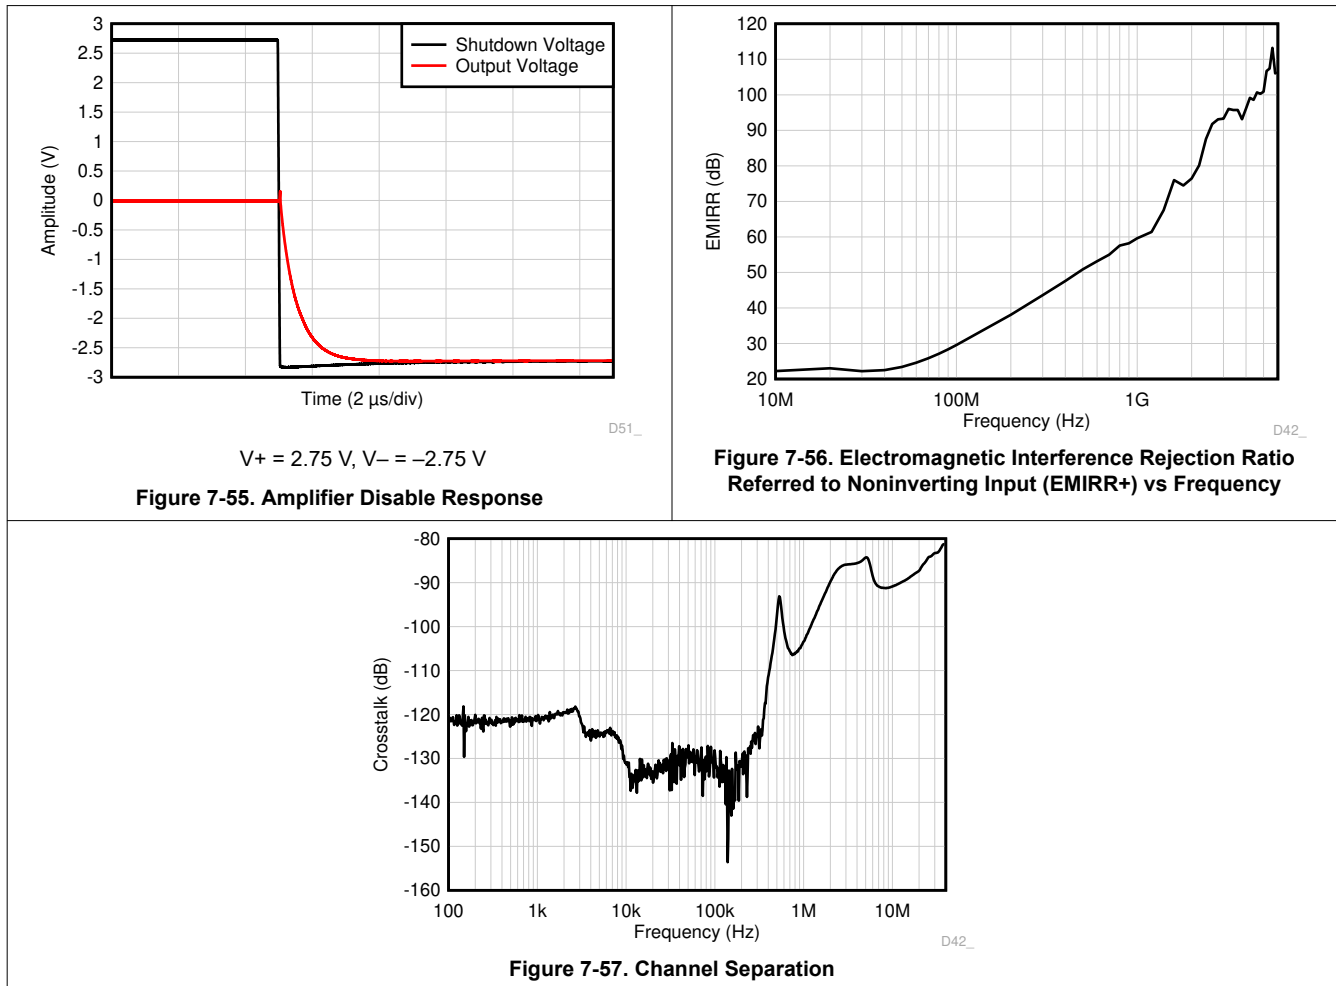 3
2.5
2
1.5
1
0.5
0
-0.5
-1
-1.5
-2
-2.5
-3
Amplitude (V)
Shutdown Voltage
Output Voltage
Time (2 µs/div)
D51_
V+ = 2.75 V, V– = –2.75 V
Figure 7-55. Amplifier Disable Response
120
110
100
90
80
70
60
50
40
30
20
EMIRR (dB)
10M 100M 1G
Frequency (Hz)
D42_
Figure 7-56. Electromagnetic Interference Rejection Ratio
Referred to Noninverting Input (EMIRR+) vs Frequency
-80
-90
-100
-110
-120
-130
-140
-150
-160
Crosstalk (dB)
100 1k 10k 100k 1M 10M
Frequency (Hz)
D42_
Figure 7-57. Channel Separation